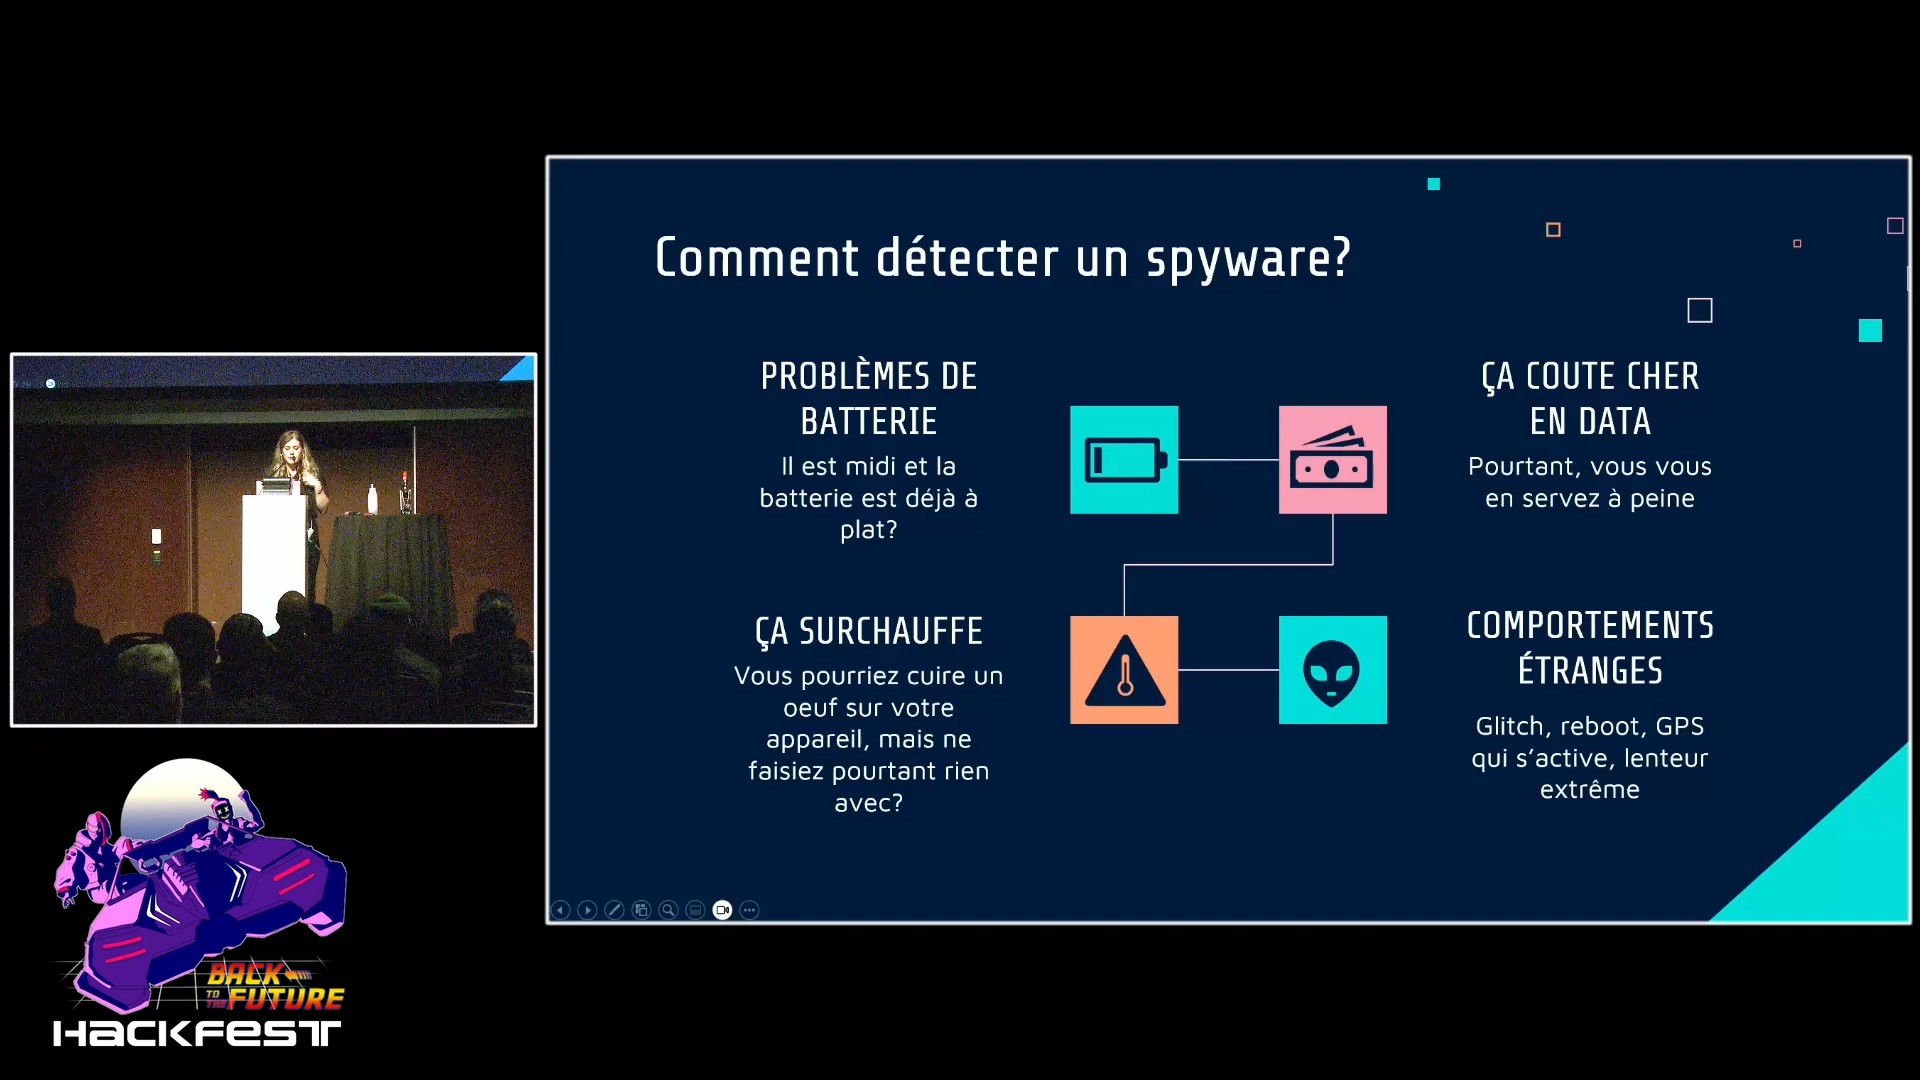 Comment détecter un spyware?
PROBLÈMES DE
BATTERIE
Il est midi et la
batterie est déjà à
plat?
ÇA COUTE CHER
EN DATA
Pourtant, vous vous
en servez à peine
ÇA SURCHAUFFE
Vous pourriez cuire un
oeuf sur votre
appareil, mais ne
faisiez pourtant rien
avec?
COMPORTEMENTS
ÉTRANGES
Glitch, reboot, GPS
qui s’active, lenteur
extrême
BACK
TO THE FUTURE
HACKFEST